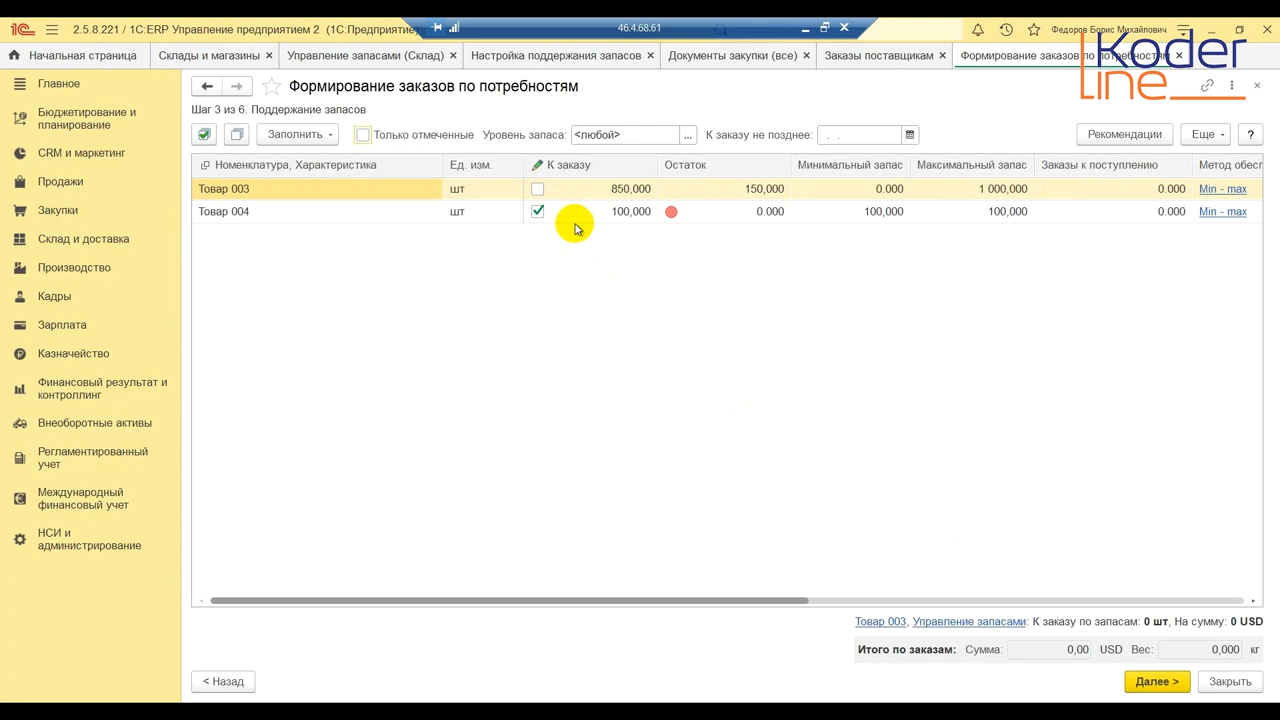 2.5.8.221 / 1С:ERP Управление предприятием 2 (1С:Предприятие)
46.4.68.61
Федоров Борис Михайлович
Koder
line
Начальная страница
Склады и магазины ×
Управление запасами (Склад) ×
Настройка поддержания запасов ×
Документы закупки (все) ×
Заказы поставщикам ×
Формирование заказов по потребностям ×
Главное
Бюджетирование и
планирование
CRM и маркетинг
Продажи
Закупки
Склад и доставка
Производство
Кадры
Зарплата
Казначейство
Финансовый результат и
контроллинг
Внеоборотные активы
Регламентированный
учет
Международный
финансовый учет
НСИ и
администрирование
Формирование заказов по потребностям
Шаг 3 из 6. Поддержание запасов
Заполнить Только отмеченные Уровень запаса: <любой> ... К заказу не позднее: . . Рекомендации Еще ?
Номенклатура, Характеристика Ед. изм. К заказу Остаток Минимальный запас Максимальный запас Заказы к поступлению Метод обесп
Товар 003 шт 850,000 150,000 0.000 1 000,000 0.000 Min - max
Товар 004 шт 100,000 0.000 100,000 100,000 0.000 Min - max
Товар 003, Управление запасами: К заказу по запасам: 0 шт, На сумму: 0 USD
Итого по заказам: Сумма: 0,00 USD Вес: 0,000 кг
< Назад Далее > Закрыть